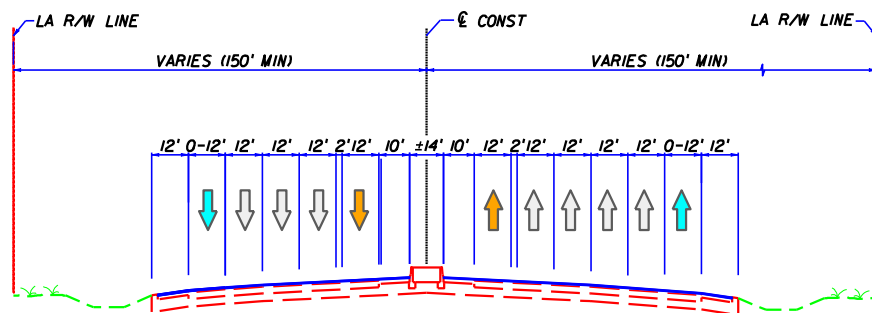 LA R/W LINE
℄ CONST
LA R/W LINE
VARIES (150' MIN)
VARIES (150' MIN)
12' 0-12' 12' 12' 12' 2' 12' 10' ±14' 10' 12' 2' 12' 12' 12' 12' 0-12' 12'